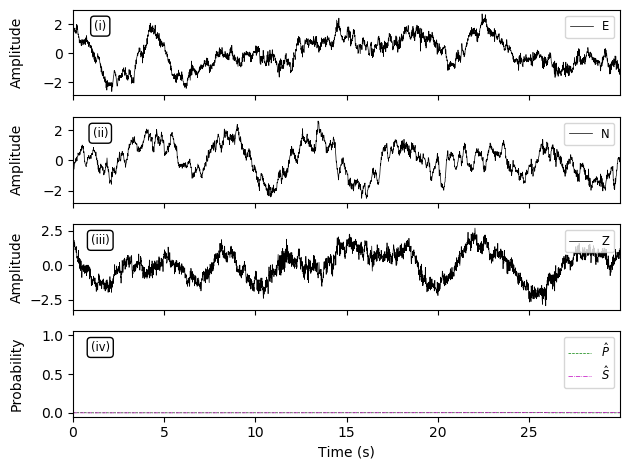 (i)
E
Amplitude
2
0
−2
(ii)
N
Amplitude
2
0
−2
(iii)
Z
Amplitude
2.5
0.0
−2.5
(iv)
P̂
Ŝ
Probability
1.0
0.5
0.0
0 5 10 15 20 25
Time (s)